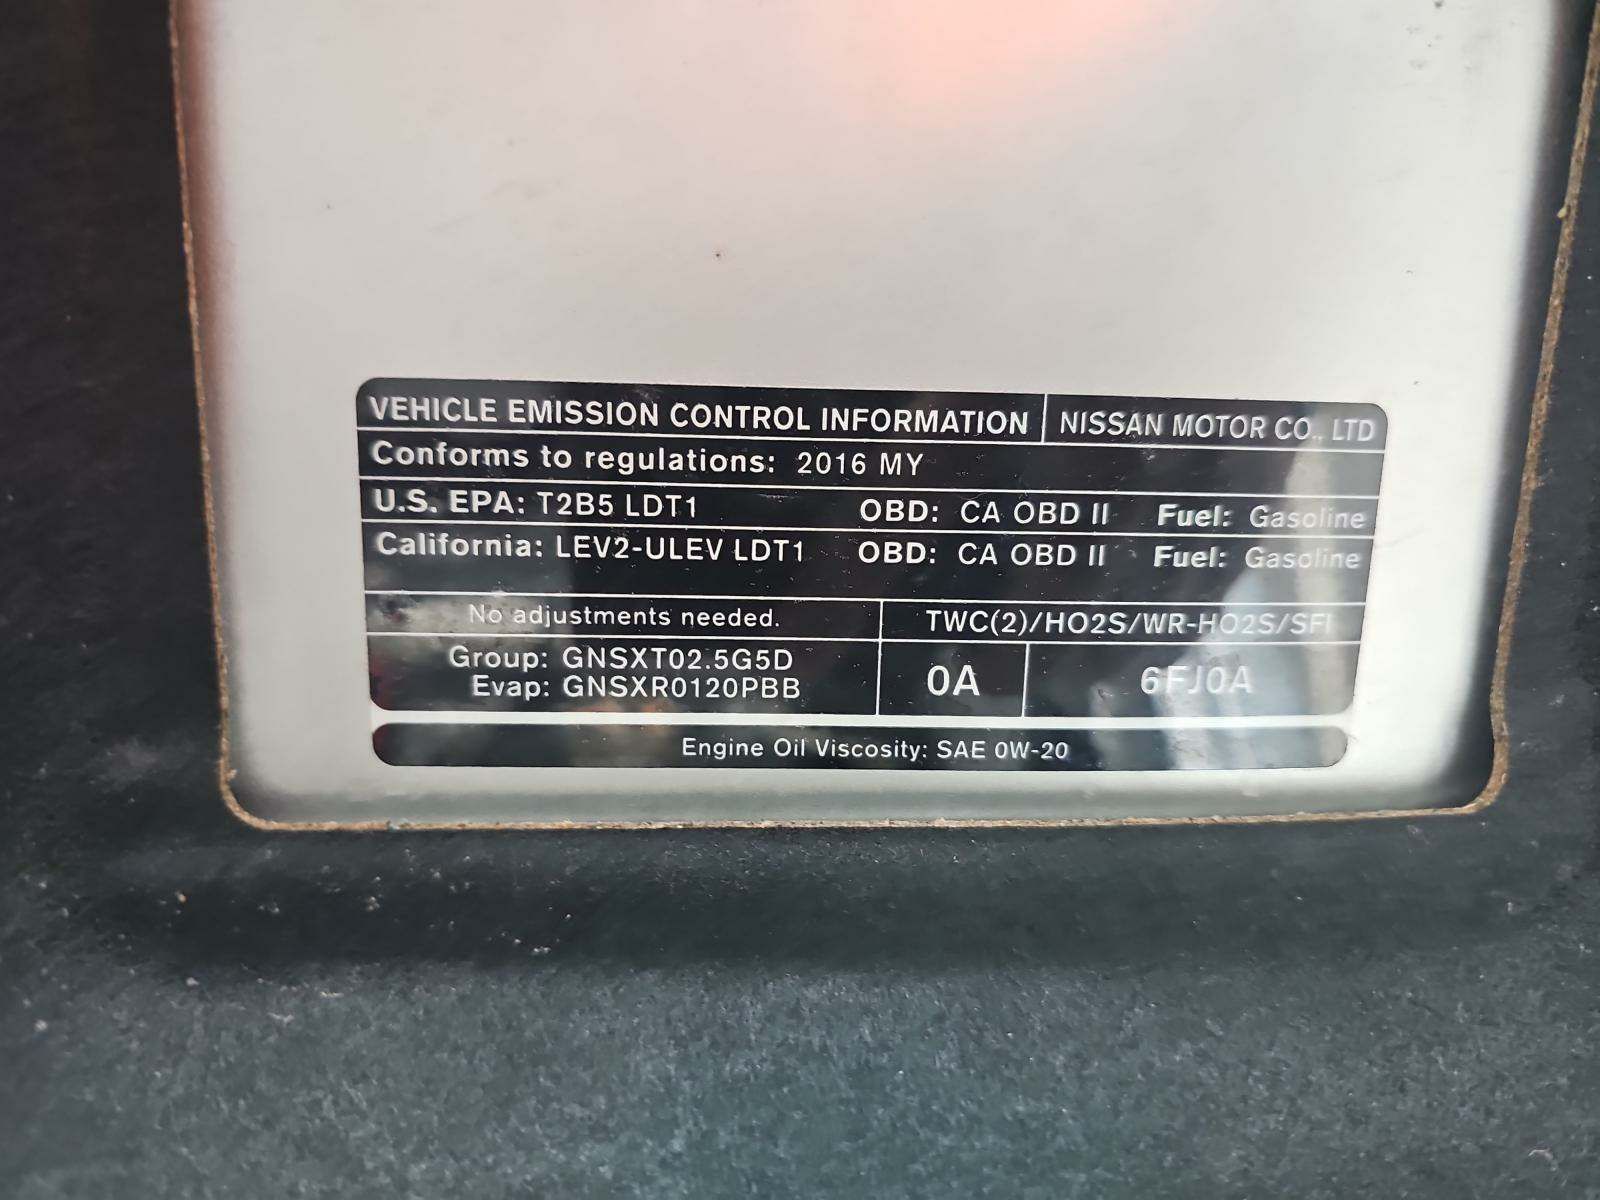 VEHICLE EMISSION CONTROL INFORMATION NISSAN MOTOR CO., LTD
Conforms to regulations: 2016 MY
U.S. EPA: T2B5 LDT1 OBD: CA OBD II Fuel: Gasoline
California: LEV2-ULEV LDT1 OBD: CA OBD II Fuel: Gasoline
No adjustments needed. TWC(2)/HO2S/WR-HO2S/SFI
Group: GNSXT02.5G5D
Evap: GNSXR0120PBB
0A 6FJ0A
Engine Oil Viscosity: SAE 0W-20